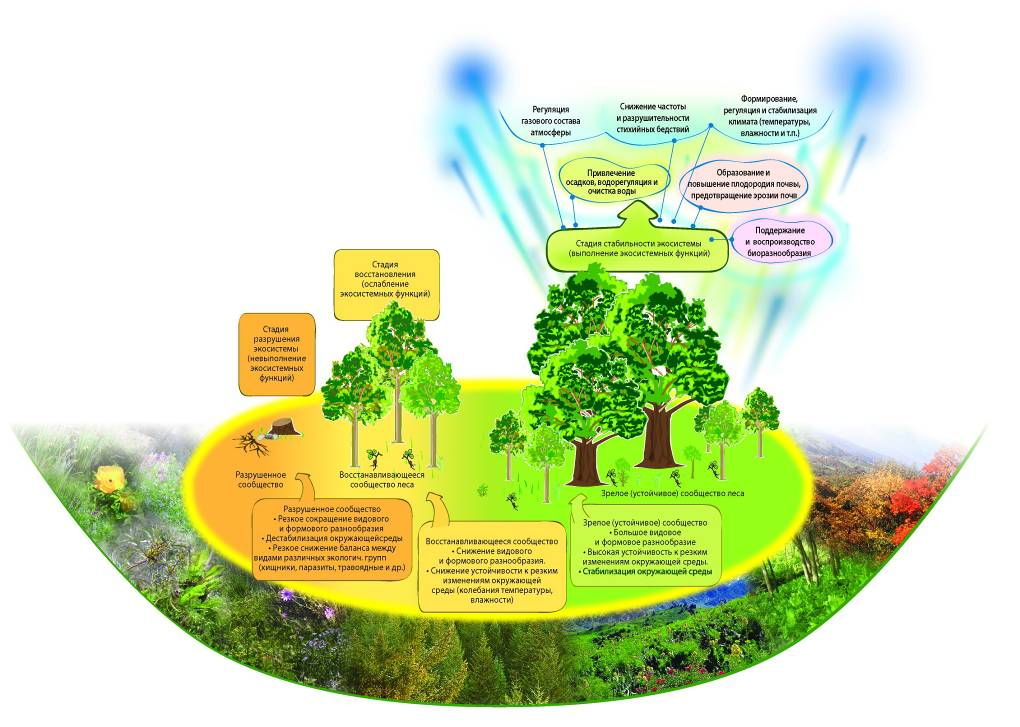 Регуляция
газового состава
атмосферы
Снижение частоты
и разрушительности
стихийных бедствий
Формирование,
регуляция и стабилизация
климата (температуры,
влажности и т.п.)
Привлечение
осадков, водорегуляция и
очистка воды
Образование и
повышение плодородия почвы,
предотвращение эрозии почв
Поддержание
и воспроизводство
биоразнообразия
Стадия стабильности экосистемы
(выполнение экосистемных функций)
Стадия
восстановления
(ослабление
экосистемных функций)
Стадия
разрушения
экосистемы
(невыполнение
экосистемных
функций)
Разрушенное
сообщество
Восстанавливающееся
сообщество леса
Зрелое (устойчивое) сообщество леса
Разрушенное сообщество
• Резкое сокращение видового
и формового разнообразия
• Дестабилизация окружающейсреды
• Резкое снижение баланса между
видами различных экологич. групп
(хищники, паразиты, травоядные и др.)
Восстанавливающееся сообщество
• Снижение видового
и формового разнообразия.
• Снижение устойчивости к резким
изменениям окружающей
среды (колебания температуры,
влажности)
Зрелое (устойчивое) сообщество
• Большое видовое
и формовое разнообразие
• Высокая устойчивость к резким
изменениям окружающей среды.
• Стабилизация окружающей среды